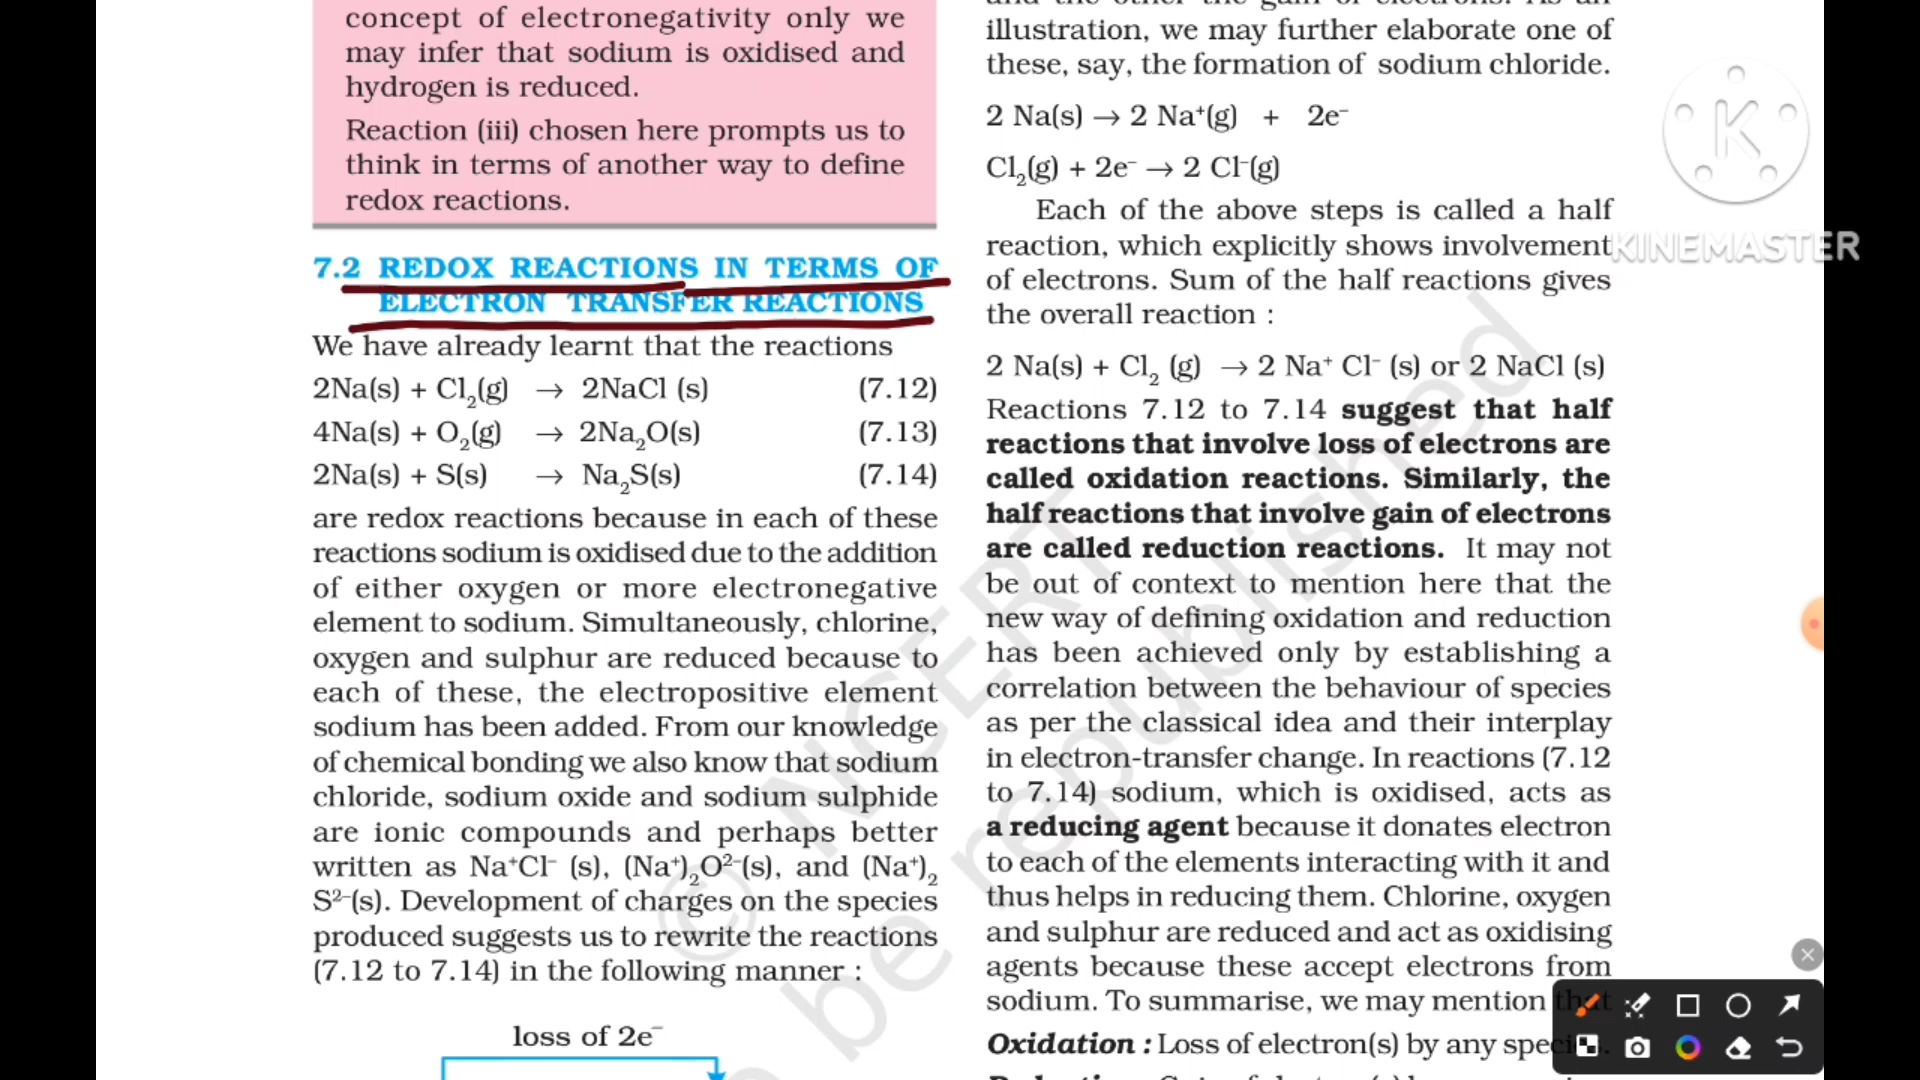 concept of electronegativity only we
may infer that sodium is oxidised and
hydrogen is reduced.
Reaction (iii) chosen here prompts us to
think in terms of another way to define
redox reactions.
7.2 REDOX REACTIONS IN TERMS OF
ELECTRON TRANSFER REACTIONS
We have already learnt that the reactions
2Na(s) + Cl₂(g) → 2NaCl (s) (7.12)
4Na(s) + O₂(g) → 2Na₂O(s) (7.13)
2Na(s) + S(s) → Na₂S(s) (7.14)
are redox reactions because in each of these
reactions sodium is oxidised due to the addition
of either oxygen or more electronegative
element to sodium. Simultaneously, chlorine,
oxygen and sulphur are reduced because to
each of these, the electropositive element
sodium has been added. From our knowledge
of chemical bonding we also know that sodium
chloride, sodium oxide and sodium sulphide
are ionic compounds and perhaps better
written as Na⁺Cl⁻ (s), (Na⁺)₂O²⁻(s), and (Na⁺)₂
S²⁻(s). Development of charges on the species
produced suggests us to rewrite the reactions
(7.12 to 7.14) in the following manner :
loss of 2e⁻
illustration, we may further elaborate one of
these, say, the formation of sodium chloride.
2 Na(s) → 2 Na⁺(g) + 2e⁻
Cl₂(g) + 2e⁻ → 2 Cl⁻(g)
Each of the above steps is called a half
reaction, which explicitly shows involvement
of electrons. Sum of the half reactions gives
the overall reaction :
2 Na(s) + Cl₂ (g) → 2 Na⁺ Cl⁻ (s) or 2 NaCl (s)
Reactions 7.12 to 7.14 suggest that half
reactions that involve loss of electrons are
called oxidation reactions. Similarly, the
half reactions that involve gain of electrons
are called reduction reactions. It may not
be out of context to mention here that the
new way of defining oxidation and reduction
has been achieved only by establishing a
correlation between the behaviour of species
as per the classical idea and their interplay
in electron-transfer change. In reactions (7.12
to 7.14) sodium, which is oxidised, acts as
a reducing agent because it donates electron
to each of the elements interacting with it and
thus helps in reducing them. Chlorine, oxygen
and sulphur are reduced and act as oxidising
agents because these accept electrons from
sodium. To summarise, we may mention that
Oxidation : Loss of electron(s) by any
© NCERT
be republished
K
KINEMASTER